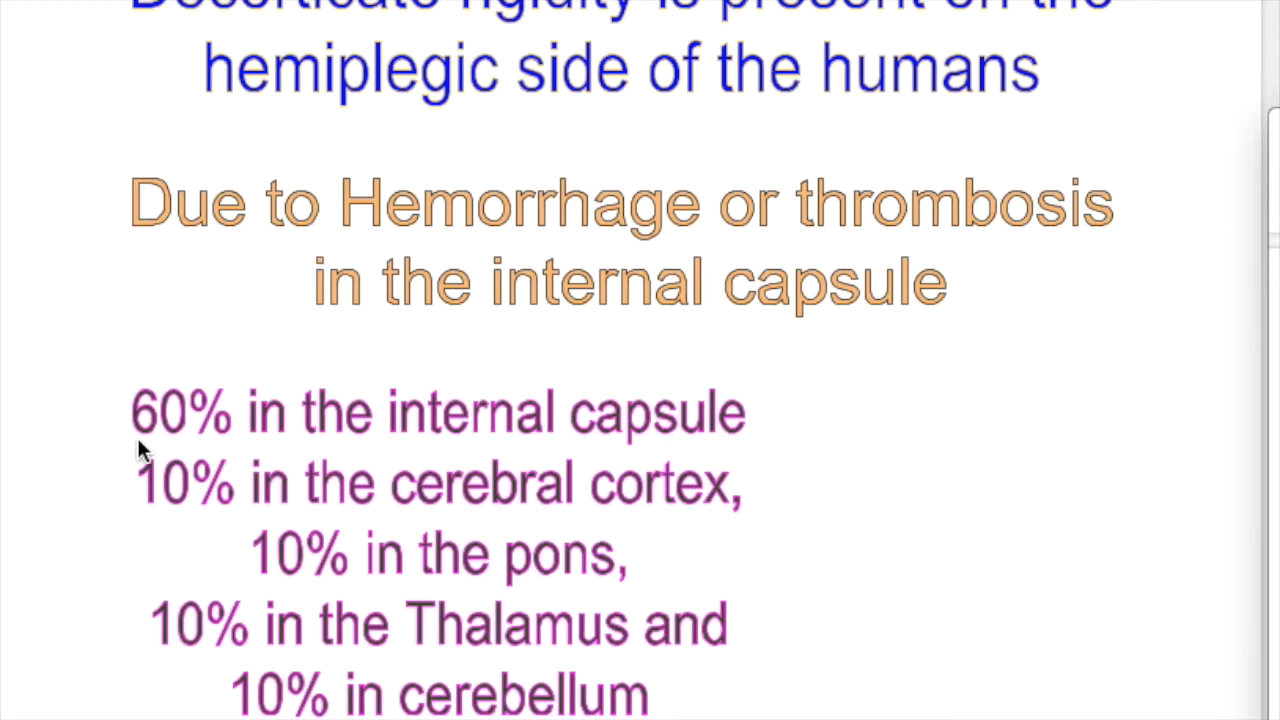 Decorticate rigidity is present on the
hemiplegic side of the humans
Due to Hemorrhage or thrombosis
in the internal capsule
60% in the internal capsule
10% in the cerebral cortex,
10% in the pons,
10% in the Thalamus and
10% in cerebellum